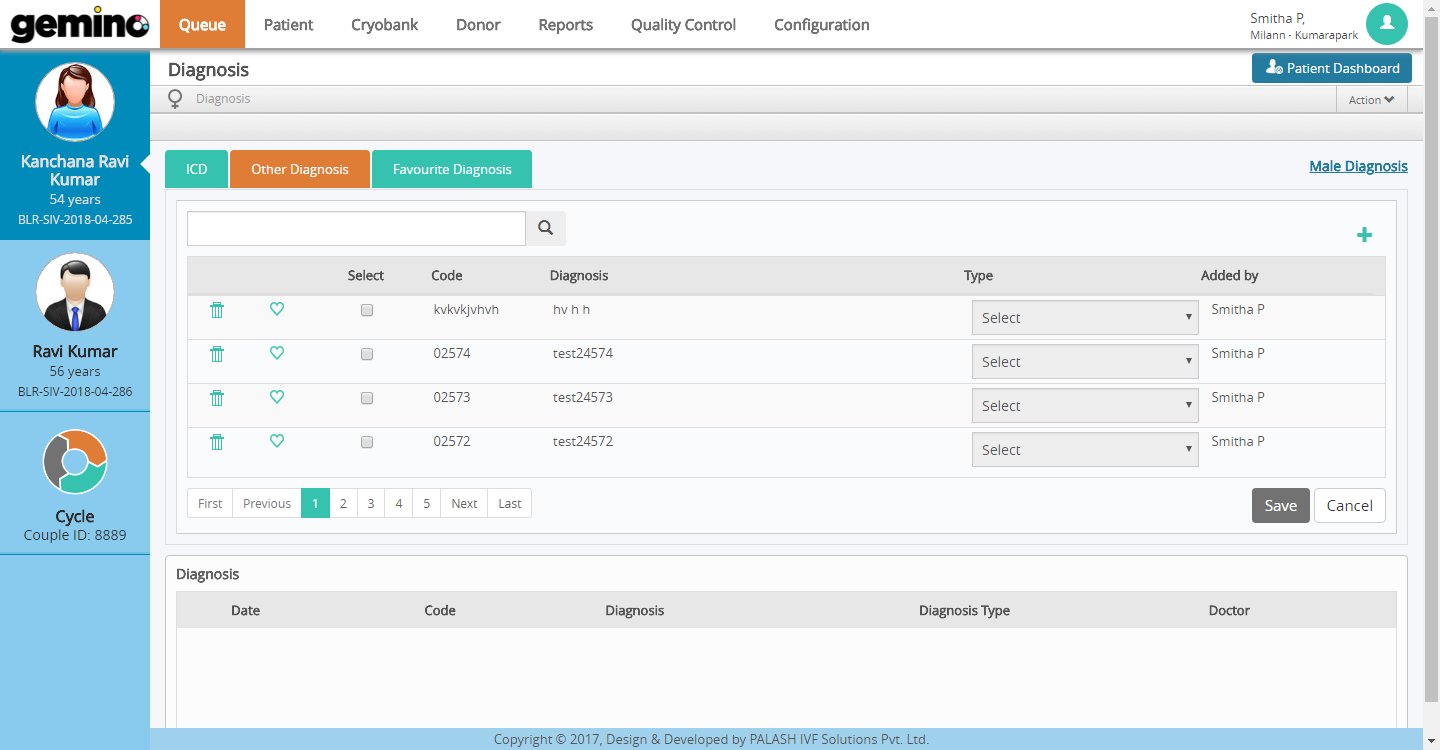 gemino
Queue Patient Cryobank Donor Reports Quality Control Configuration
Smitha P,
Milann - Kumarapark
Kanchana Ravi
Kumar
54 years
BLR-SIV-2018-04-285
Ravi Kumar
56 years
BLR-SIV-2018-04-286
Cycle
Couple ID: 8889
Diagnosis
Patient Dashboard
Diagnosis
Action
ICD Other Diagnosis Favourite Diagnosis
Male Diagnosis
Select Code Diagnosis Type Added by
kvkvkjvhvh hv h h Select Smitha P
02574 test24574 Select Smitha P
02573 test24573 Select Smitha P
02572 test24572 Select Smitha P
First Previous 1 2 3 4 5 Next Last
Save Cancel
Diagnosis
Date Code Diagnosis Diagnosis Type Doctor
Copyright © 2017, Design & Developed by PALASH IVF Solutions Pvt. Ltd.